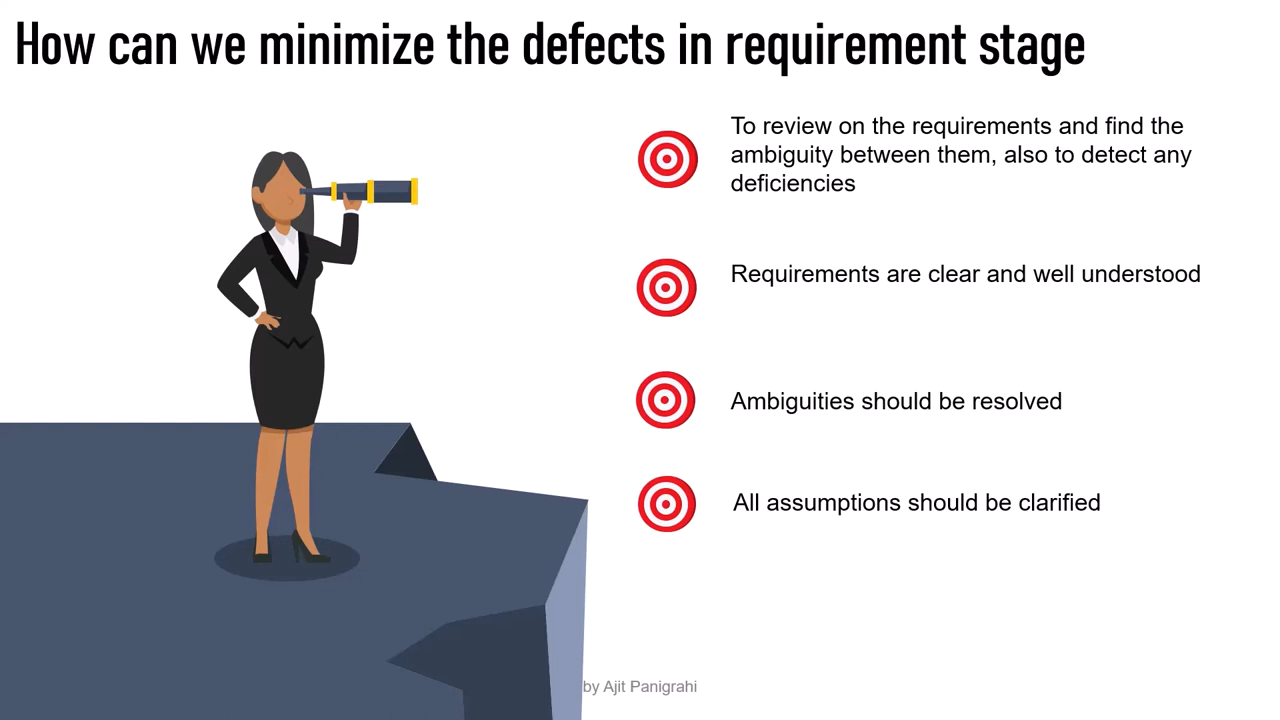 How can we minimize the defects in requirement stage
To review on the requirements and find the
ambiguity between them, also to detect any
deficiencies
Requirements are clear and well understood
Ambiguities should be resolved
All assumptions should be clarified
by Ajit Panigrahi